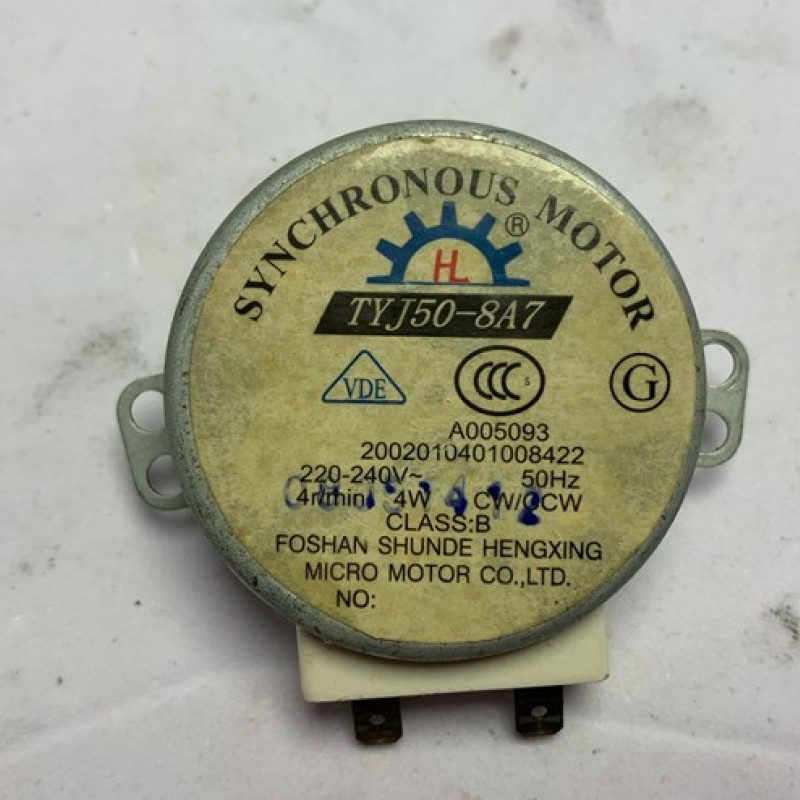 SYNCHRONOUS MOTOR
®
HL
TYJ50-8A7
VDE
CCC S
G
A005093
2002010401008422
220-240V~ 50Hz
4r/min 4W CW/CCW
CLASS:B
FOSHAN SHUNDE HENGXING
MICRO MOTOR CO.,LTD.
NO: